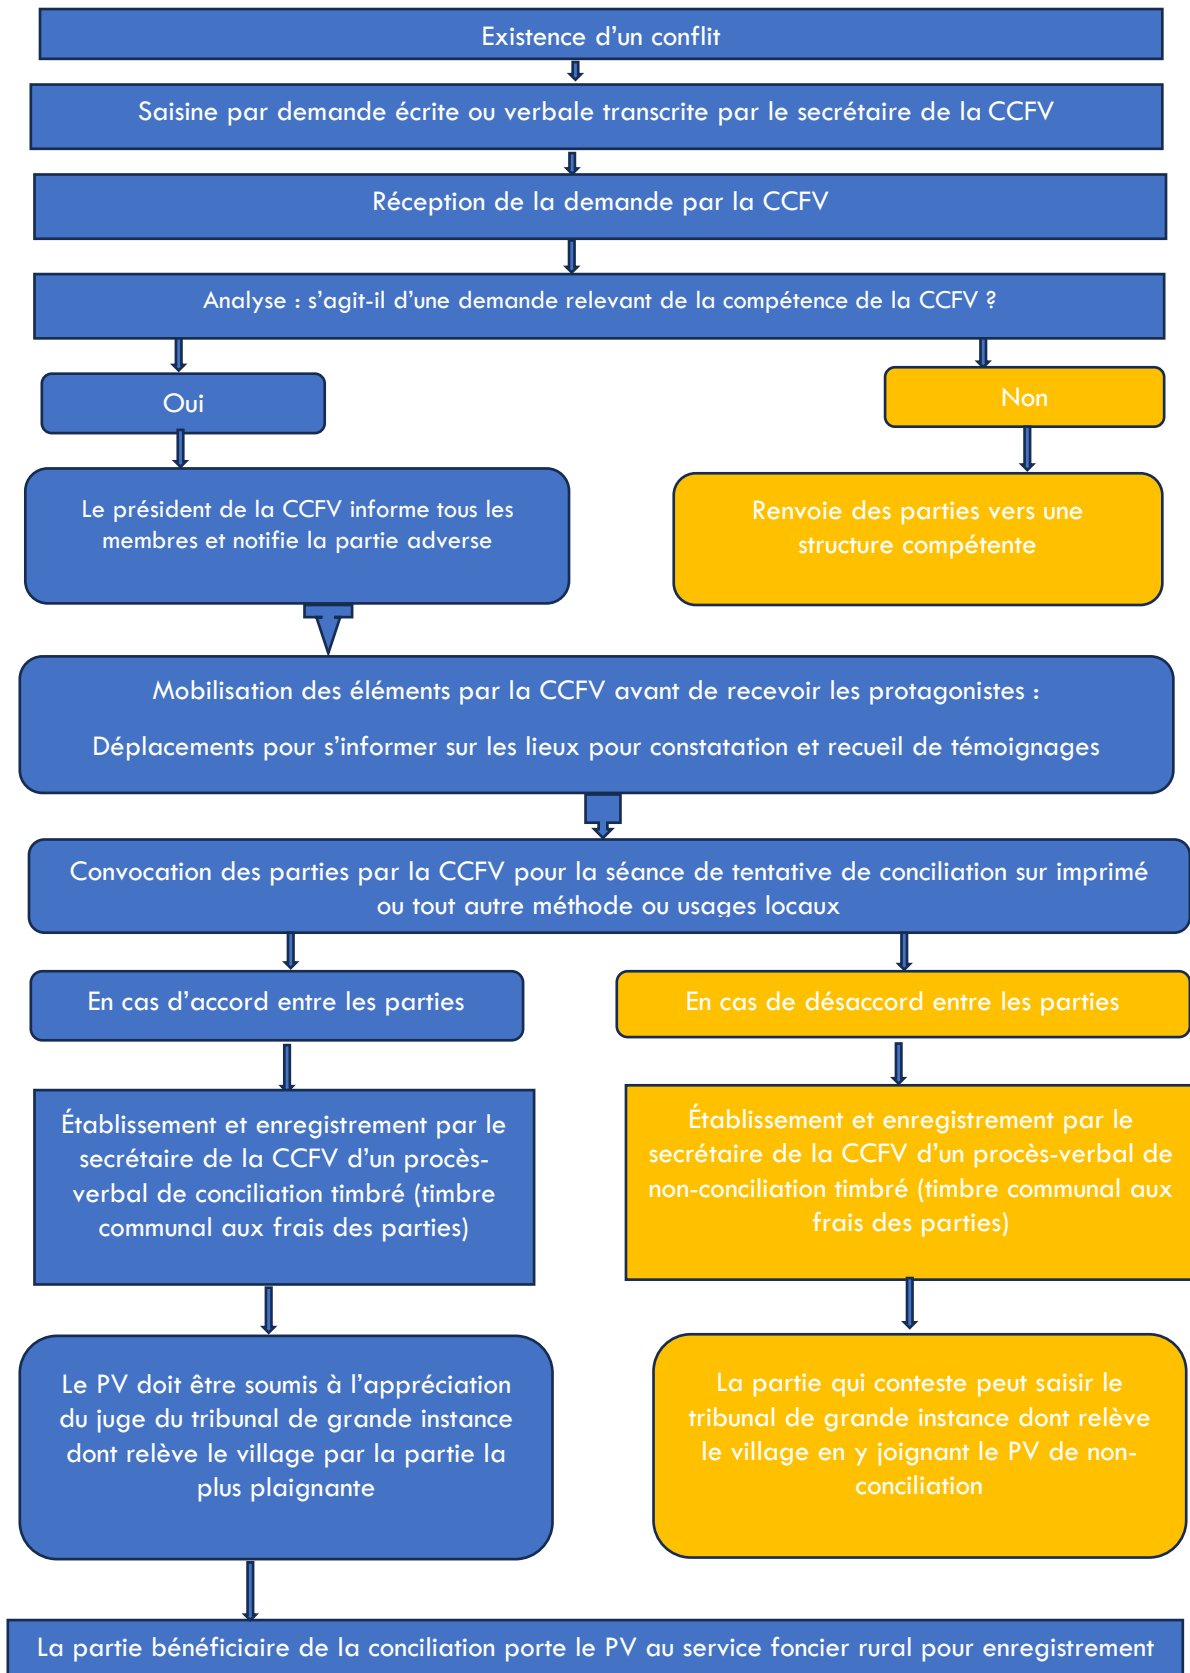 Existence d’un conflit
Saisine par demande écrite ou verbale transcrite par le secrétaire de la CCFV
Réception de la demande par la CCFV
Analyse : s’agit-il d’une demande relevant de la compétence de la CCFV ?
Oui
Non
Le président de la CCFV informe tous les
membres et notifie la partie adverse
Renvoie des parties vers une
structure compétente
Mobilisation des éléments par la CCFV avant de recevoir les protagonistes :
Déplacements pour s’informer sur les lieux pour constatation et recueil de témoignages
Convocation des parties par la CCFV pour la séance de tentative de conciliation sur imprimé
ou tout autre méthode ou usages locaux
En cas d’accord entre les parties
En cas de désaccord entre les parties
Établissement et enregistrement par le
secrétaire de la CCFV d’un procès-
verbal de conciliation timbré (timbre
communal aux frais des parties)
Établissement et enregistrement par le
secrétaire de la CCFV d’un procès-verbal de
non-conciliation timbré (timbre communal aux
frais des parties)
Le PV doit être soumis à l’appréciation
du juge du tribunal de grande instance
dont relève le village par la partie la
plus plaignante
La partie qui conteste peut saisir le
tribunal de grande instance dont relève
le village en y joignant le PV de non-
conciliation
La partie bénéficiaire de la conciliation porte le PV au service foncier rural pour enregistrement